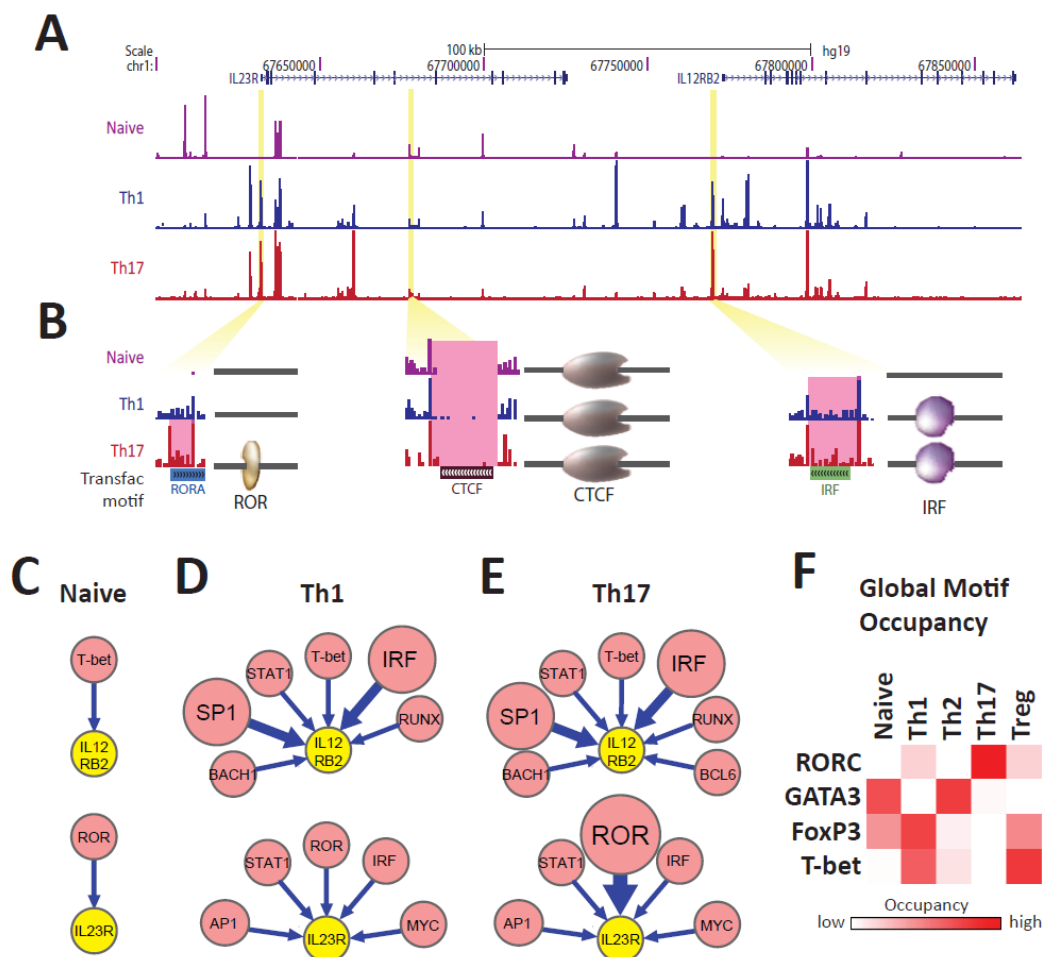 A
Scale
100 kb
hg19
chr1:
67650000
67700000
67750000
67800000
67850000
IL23R
IL12RB2
Naive
Th1
Th17
B
Naive
Th1
Th17
Transfac
motif
RORA
ROR
CTCF
CTCF
IRF
IRF
C
Naive
T-bet
IL12
RB2
ROR
IL23R
D
Th1
SP1
STAT1
T-bet
IRF
RUNX
BACH1
IL12
RB2
STAT1
ROR
IRF
AP1
MYC
IL23R
E
Th17
SP1
STAT1
T-bet
IRF
RUNX
BACH1
BCL6
IL12
RB2
ROR
STAT1
IRF
AP1
MYC
IL23R
F
Global Motif
Occupancy
Naive
Th1
Th2
Th17
Treg
RORC
GATA3
FoxP3
T-bet
Occupancy
low
high